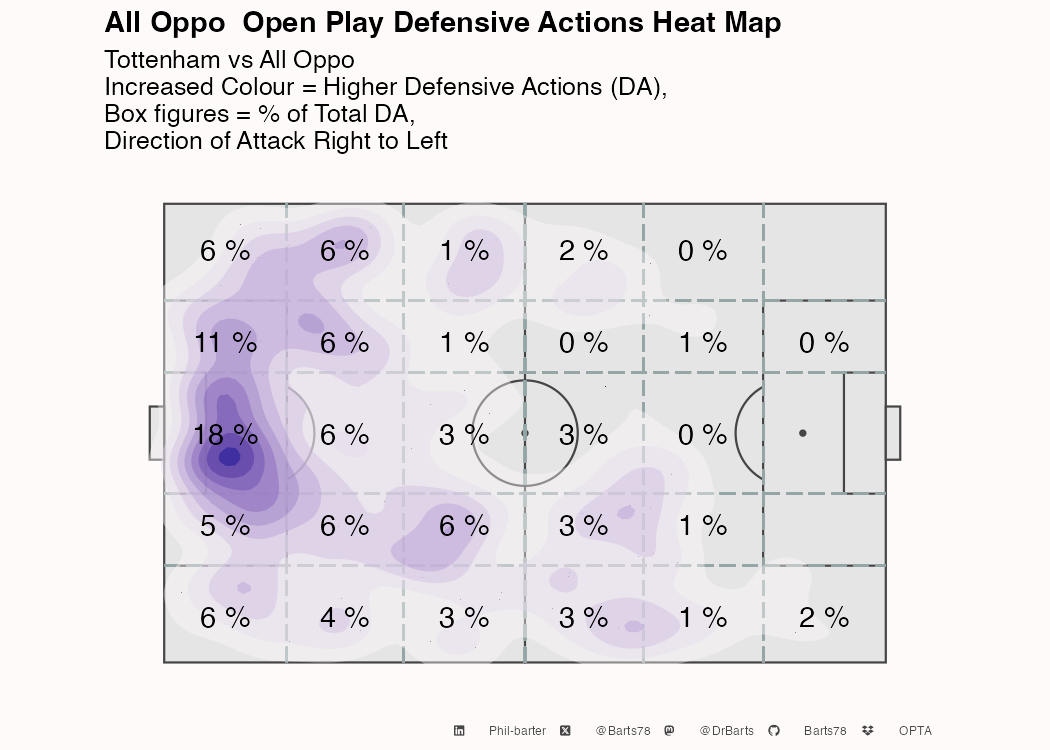 All Oppo  Open Play Defensive Actions Heat Map
Tottenham vs All Oppo
Increased Colour = Higher Defensive Actions (DA),
Box figures = % of Total DA,
Direction of Attack Right to Left
6 % 6 % 1 % 2 % 0 %
11 % 6 % 1 % 0 % 1 % 0 %
18 % 6 % 3 % 3 % 0 %
5 % 6 % 6 % 3 % 1 %
6 % 4 % 3 % 3 % 1 % 2 %
Phil-barter @Barts78 @DrBarts Barts78 OPTA